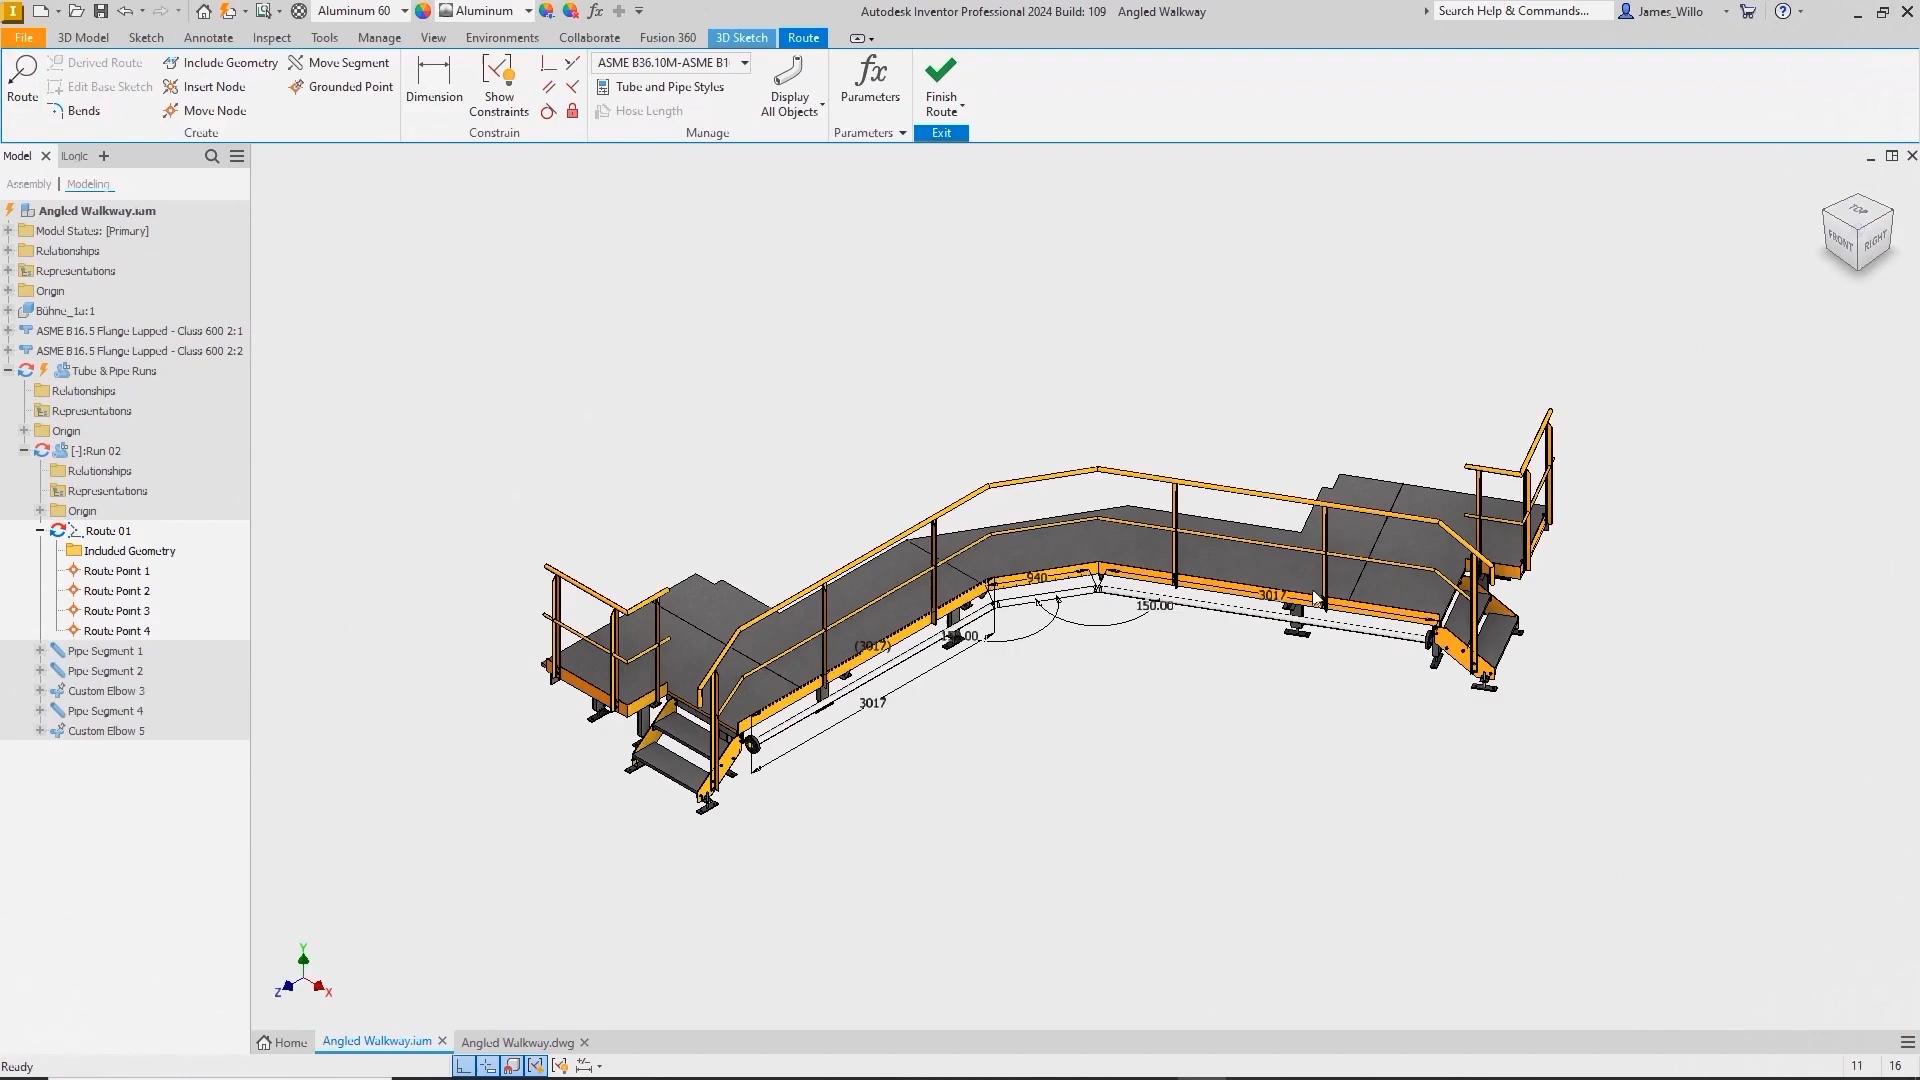 Aluminum 60
Aluminum
Autodesk Inventor Professional 2024 Build: 109 Angled Walkway
Search Help & Commands...
James_Willo
File 3D Model Sketch Annotate Inspect Tools Manage View Environments Collaborate Fusion 360 3D Sketch Route
Route
Derived Route
Edit Base Sketch
Bends
Include Geometry
Insert Node
Move Node
Move Segment
Grounded Point
Create
Dimension
Show
Constraints
Constrain
ASME B36.10M-ASME B1
Tube and Pipe Styles
Hose Length
Display
All Objects
Manage
fx
Parameters
Parameters
Finish
Route
Exit
Model iLogic
Assembly | Modeling
Angled Walkway.iam
Model States: [Primary]
Relationships
Representations
Origin
Bühne_1a:1
ASME B16.5 Flange Lapped - Class 600 2:1
ASME B16.5 Flange Lapped - Class 600 2:2
Tube & Pipe Runs
Relationships
Representations
Origin
[-]:Run 02
Relationships
Representations
Origin
Route 01
Included Geometry
Route Point 1
Route Point 2
Route Point 3
Route Point 4
Pipe Segment 1
Pipe Segment 2
Custom Elbow 3
Pipe Segment 4
Custom Elbow 5
TOP
FRONT
RIGHT
940
150.00
3017
(3017)
3017
Y
Z
X
Home Angled Walkway.iam Angled Walkway.dwg
Ready
11 16